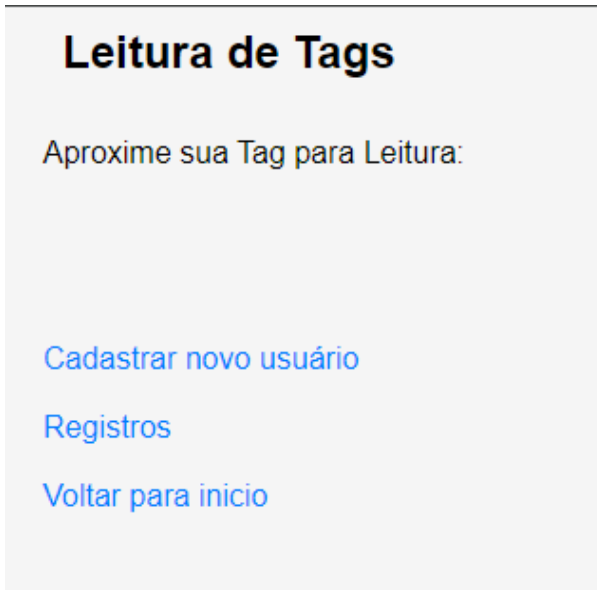 Leitura de Tags
Aproxime sua Tag para Leitura:
Cadastrar novo usuário
Registros
Voltar para inicio